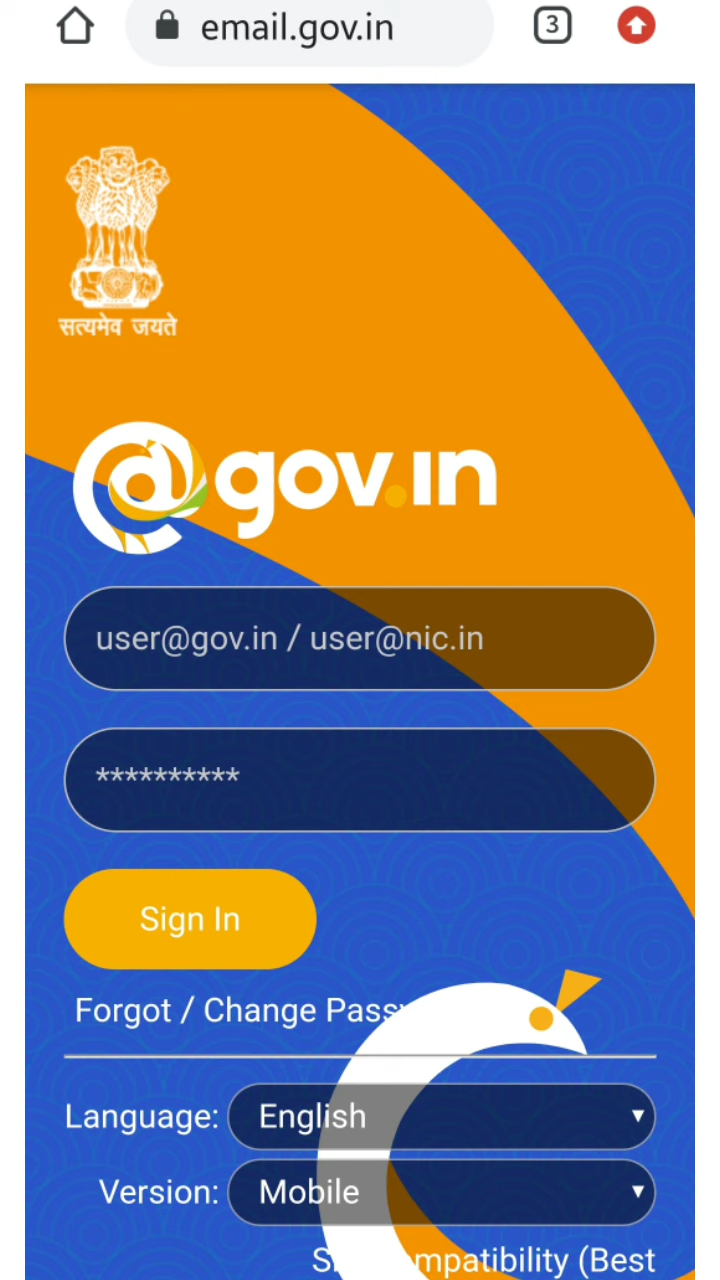 email.gov.in
3
सत्यमेव जयते
@gov.in
user@gov.in / user@nic.in
**********
Sign In
Forgot / Change Pass
Language: English
Version: Mobile
mpatibility (Best